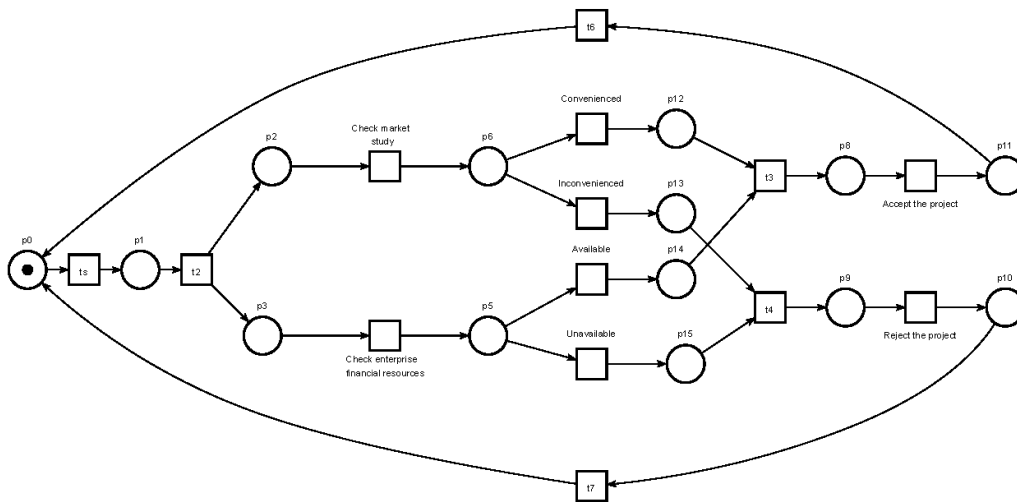 t6
Convenienced
p12
p2
Check market
study
p6
p8
p11
t3
Inconvenienced
p13
Accept the project
p0
p1
ts
t2
Available
p14
p3
p5
p9
p10
t4
Unavailable
p15
Reject the project
Check enterprise
financial resources
t7